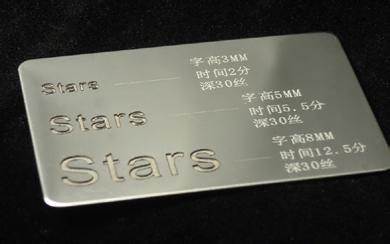 字高3MM
Stars
时间2分
深30丝
字高5MM
Stars
时间5.5分
深30丝
字高8MM
Stars
时间12.5分
深30丝